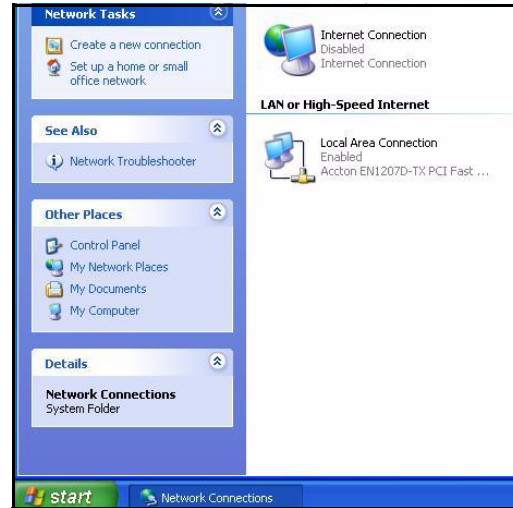 Network Tasks
Create a new connection
Set up a home or small
office network
See Also
Network Troubleshooter
Other Places
Control Panel
My Network Places
My Documents
My Computer
Details
Network Connections
System Folder
Internet Connection
Disabled
Internet Connection
LAN or High-Speed Internet
Local Area Connection
Enabled
Accton EN1207D-TX PCI Fast ...
start
Network Connections